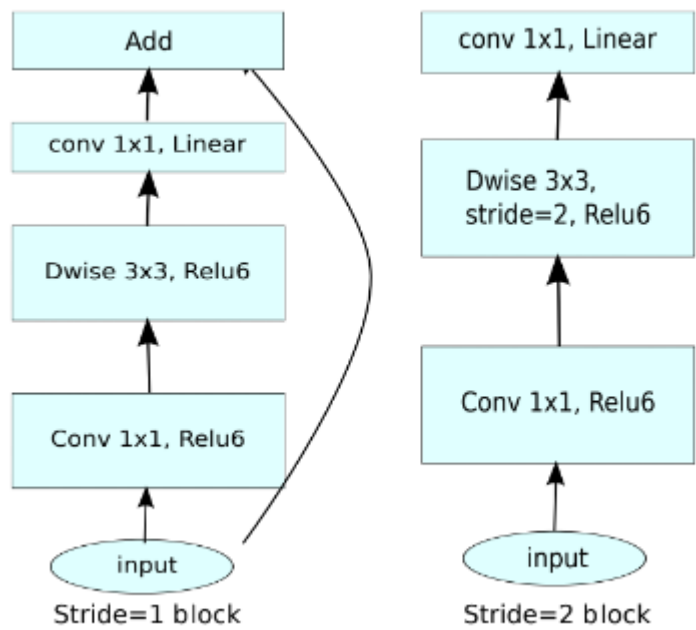 Add
conv 1x1, Linear
Dwise 3x3, Relu6
Conv 1x1, Relu6
input
Stride=1 block
conv 1x1, Linear
Dwise 3x3,
stride=2, Relu6
Conv 1x1, Relu6
input
Stride=2 block